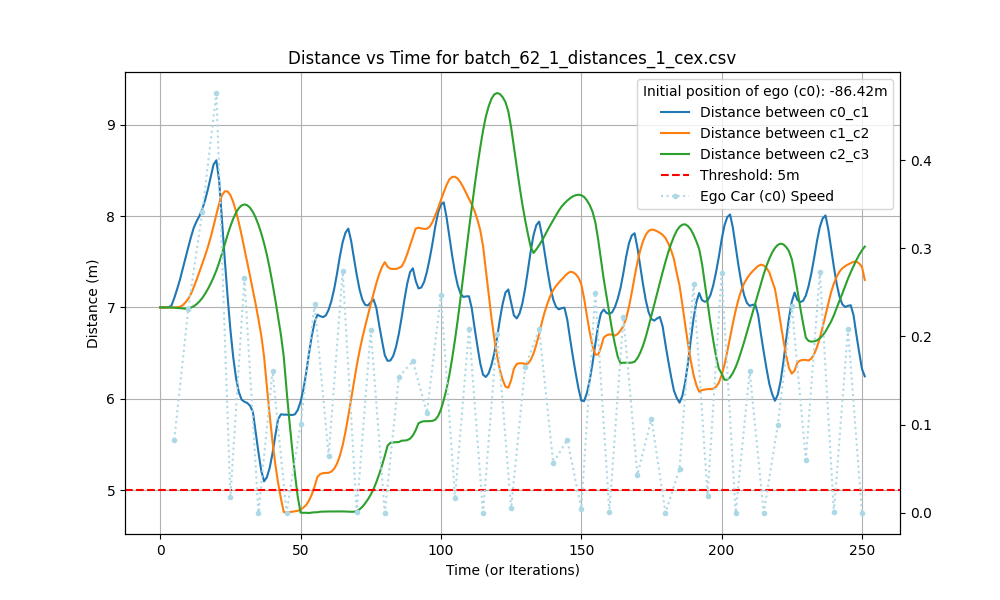 Distance vs Time for batch_62_1_distances_1_cex.csv
Initial position of ego (c0): -86.42m
Distance between c0_c1
Distance between c1_c2
Distance between c2_c3
Threshold: 5m
Ego Car (c0) Speed
Distance (m)
9
8
7
6
5
0.4
0.3
0.2
0.1
0.0
0 50 100 150 200 250
Time (or Iterations)